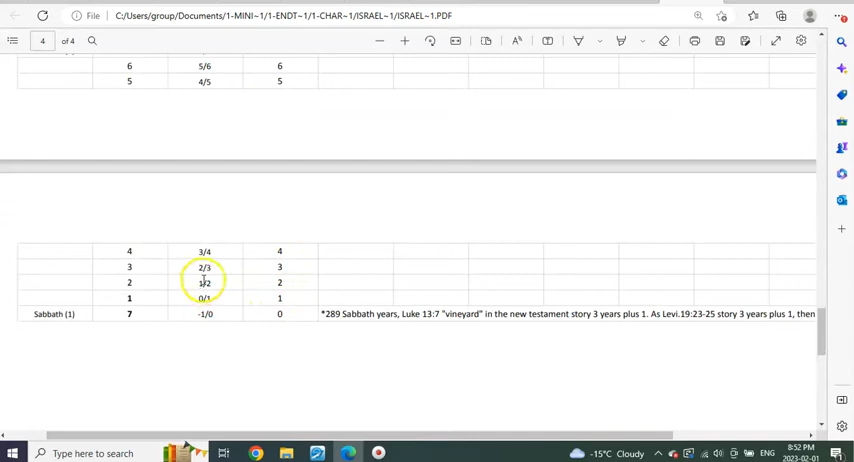 File
C:/Users/group/Documents/1-MINI~1/1-ENDT~1/1-CHAR~1/ISRAEL~1/ISRAEL~1.PDF
4 of 4
6 5/6 6
5 4/5 5
4 3/4 4
3 2/3 3
2 1/2 2
1 0/1 1
Sabbath (1) 7 -1/0 0 *289 Sabbath years, Luke 13:7 "vineyard" in the new testament story 3 years plus 1. As Levi.19:23-25 story 3 years plus 1, then
Type here to search
-15°C Cloudy
ENG
8:52 PM
2023-02-01